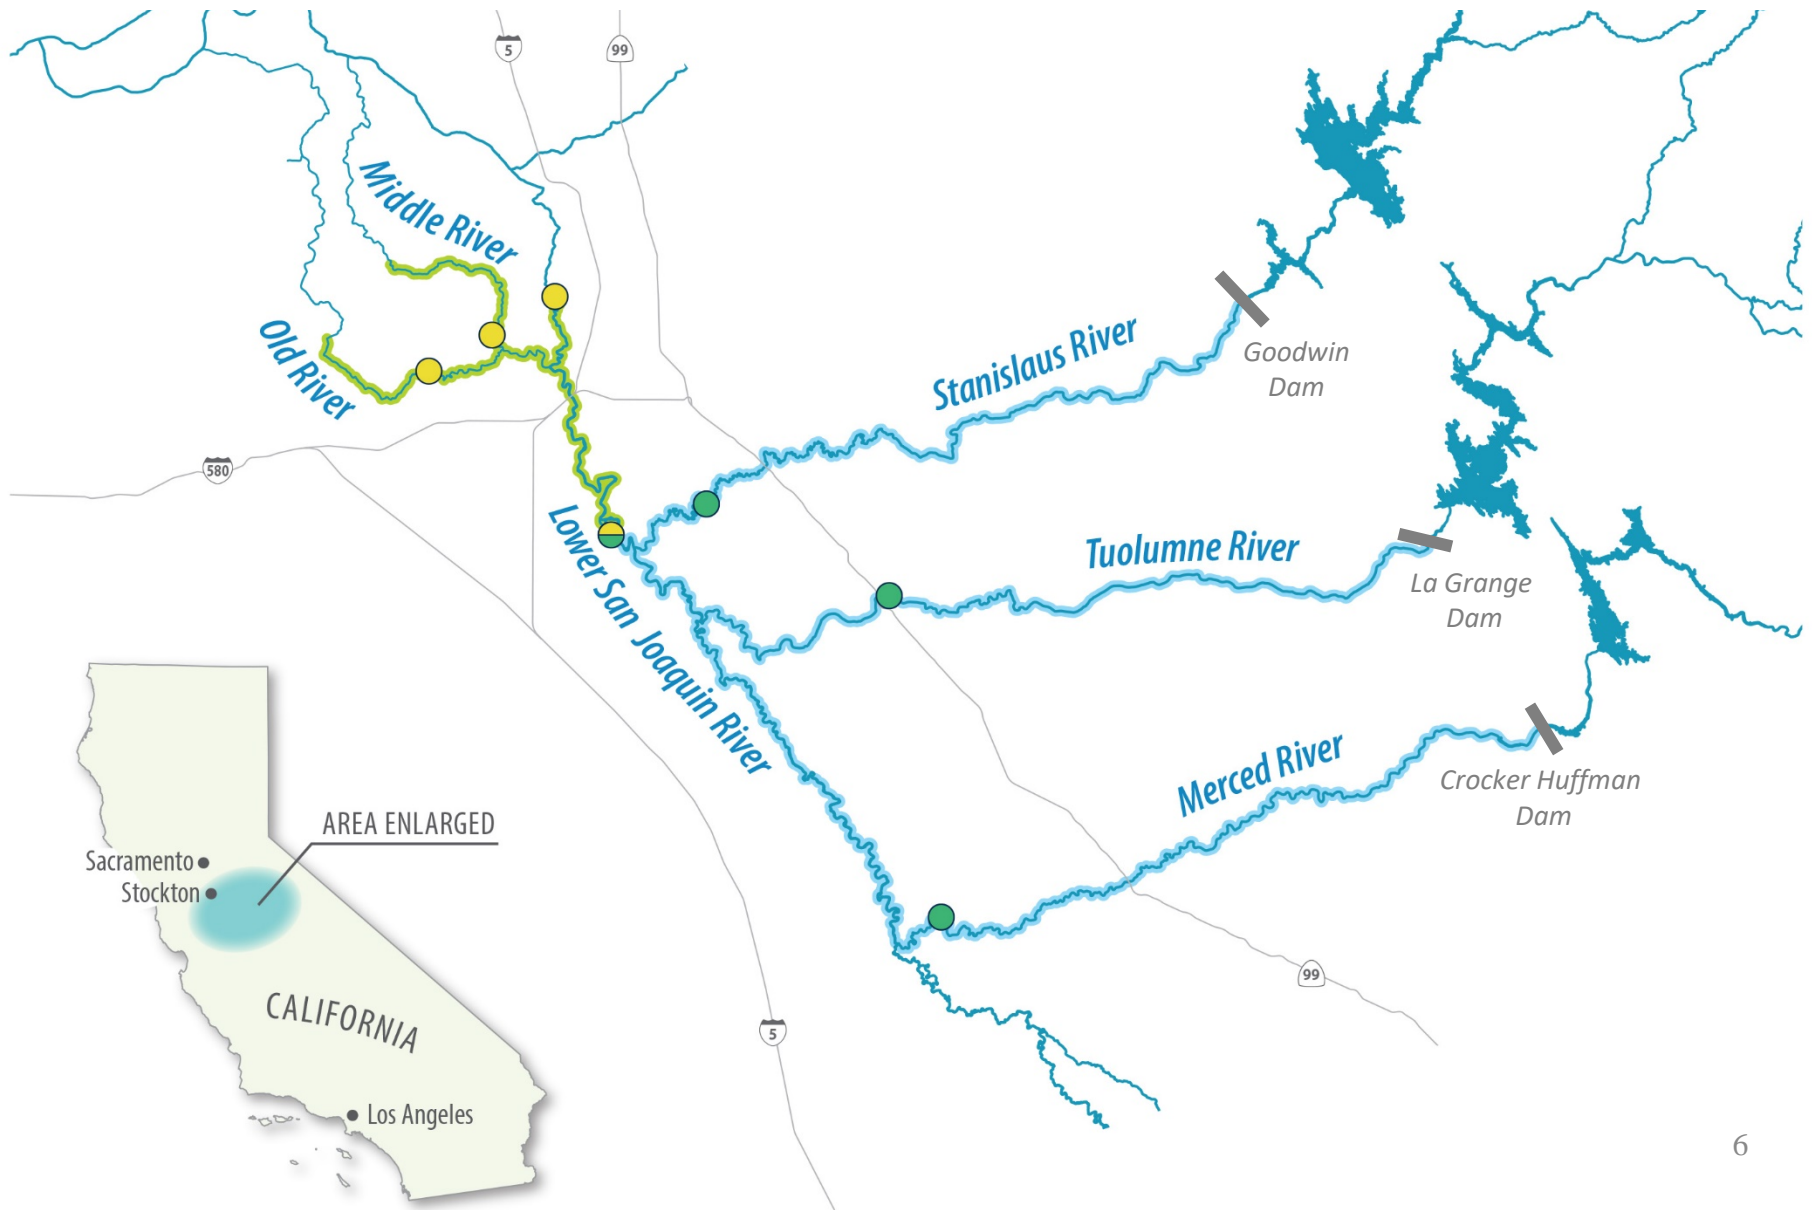 5
99
Middle River
Old River
Stanislaus River
Goodwin
Dam
580
Lower San Joaquin River
Tuolumne River
La Grange
Dam
Merced River
Crocker Huffman
Dam
AREA ENLARGED
Sacramento
Stockton
CALIFORNIA
Los Angeles
99
5
6